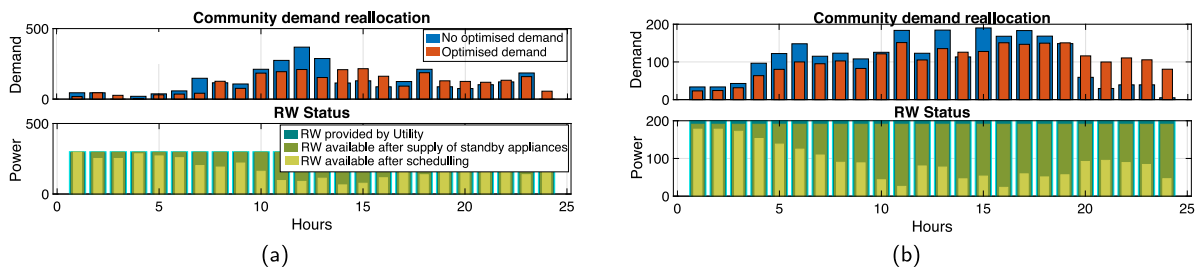 Community demand reallocation
500
0
Demand
No optimised demand
Optimised demand
RW Status
500
0
Power
RW provided by Utility
RW available after supply of standby appliances
RW available after schedulling
0 5 10 15 20 25
Hours
(a)
Community demand reallocation
200
100
0
Demand
RW Status
200
100
0
Power
0 5 10 15 20 25
Hours
(b)